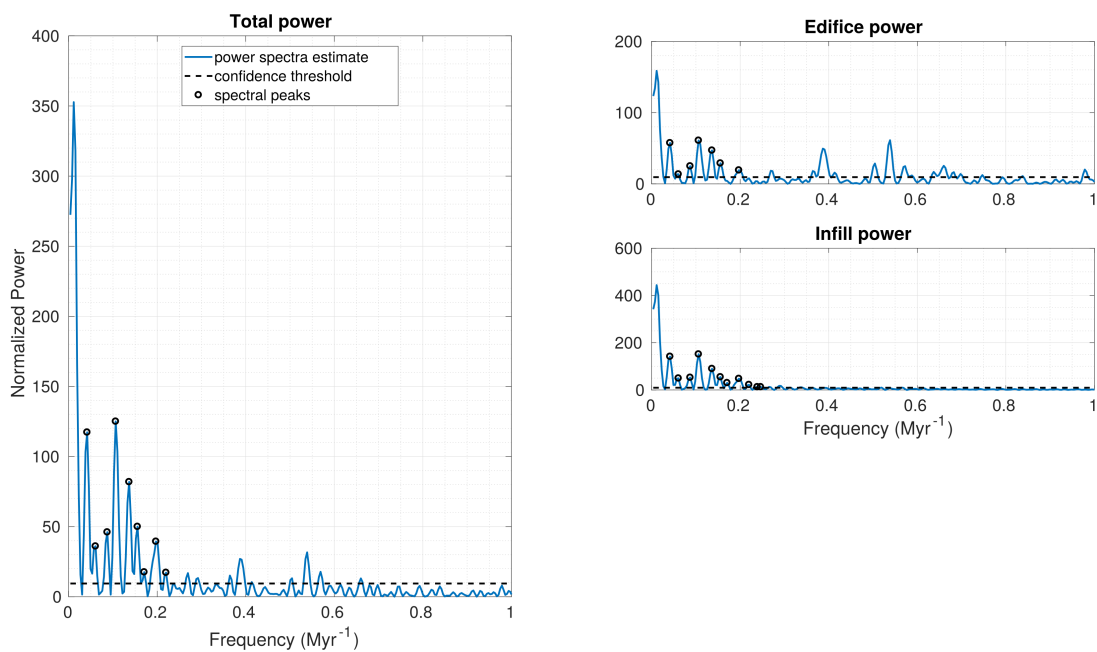 Total power
400
350
300
250
200
150
100
50
0
Normalized Power
power spectra estimate
confidence threshold
spectral peaks
0 0.2 0.4 0.6 0.8 1
Frequency (Myr⁻¹)
Edifice power
200
100
0
0 0.2 0.4 0.6 0.8 1
Infill power
600
400
200
0
0 0.2 0.4 0.6 0.8 1
Frequency (Myr⁻¹)